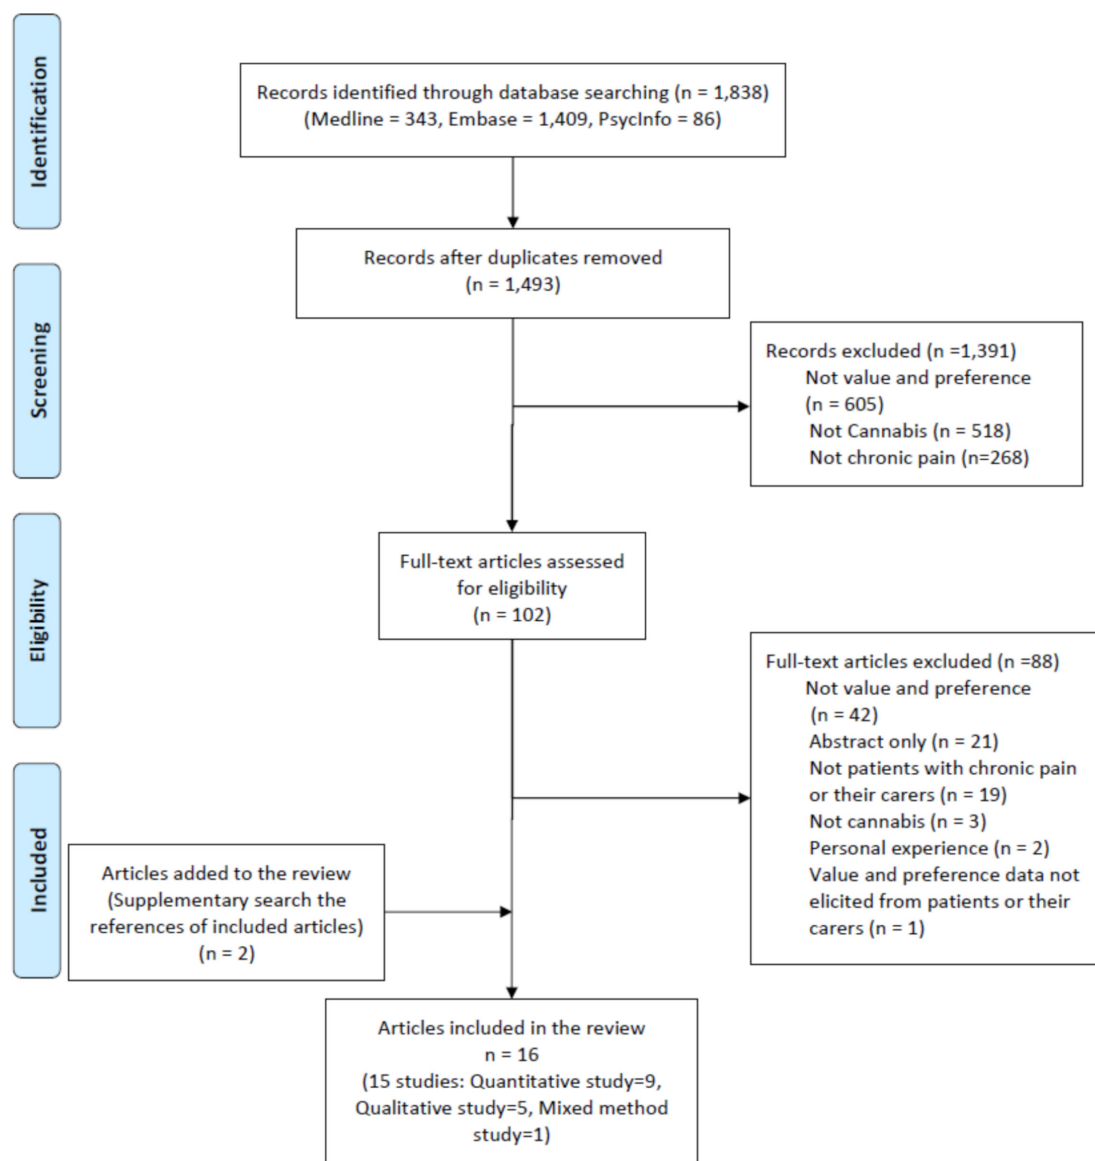 Identification
Records identified through database searching (n = 1,838)
(Medline = 343, Embase = 1,409, PsycInfo = 86)
Records after duplicates removed
(n = 1,493)
Screening
Records excluded (n =1,391)
Not value and preference
(n = 605)
Not Cannabis (n = 518)
Not chronic pain (n=268)
Eligibility
Full-text articles assessed
for eligibility
(n = 102)
Full-text articles excluded (n =88)
Not value and preference
(n = 42)
Abstract only (n = 21)
Not patients with chronic pain
or their carers (n = 19)
Not cannabis (n = 3)
Personal experience (n = 2)
Value and preference data not
elicited from patients or their
carers (n = 1)
Included
Articles added to the review
(Supplementary search the
references of included articles)
(n = 2)
Articles included in the review
n = 16
(15 studies: Quantitative study=9,
Qualitative study=5, Mixed method
study=1)